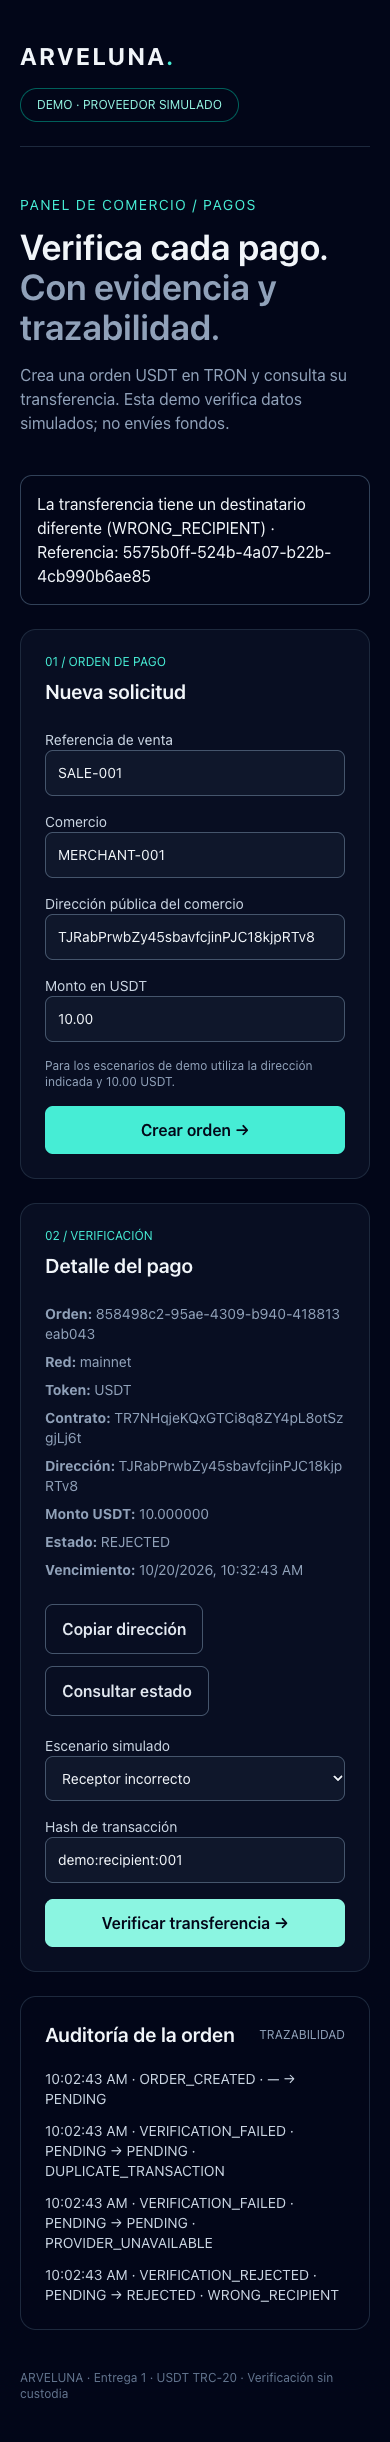 ARVELUNA.
DEMO · PROVEEDOR SIMULADO
PANEL DE COMERCIO / PAGOS
Verifica cada pago.
Con evidencia y
trazabilidad.
Crea una orden USDT en TRON y consulta su
transferencia. Esta demo verifica datos
simulados; no envíes fondos.
La transferencia tiene un destinatario
diferente (WRONG_RECIPIENT) ·
Referencia: 5575b0ff-524b-4a07-b22b-
4cb990b6ae85
01 / ORDEN DE PAGO
Nueva solicitud
Referencia de venta
SALE-001
Comercio
MERCHANT-001
Dirección pública del comercio
TJRabPrwbZy45sbavfcjinPJC18kjpRTv8
Monto en USDT
10.00
Para los escenarios de demo utiliza la dirección
indicada y 10.00 USDT.
Crear orden →
02 / VERIFICACIÓN
Detalle del pago
Orden: 858498c2-95ae-4309-b940-418813
eab043
Red: mainnet
Token: USDT
Contrato: TR7NHqjeKQxGTCi8q8ZY4pL8otSz
gjLj6t
Dirección: TJRabPrwbZy45sbavfcjinPJC18kjp
RTv8
Monto USDT: 10.000000
Estado: REJECTED
Vencimiento: 10/20/2026, 10:32:43 AM
Copiar dirección
Consultar estado
Escenario simulado
Receptor incorrecto
Hash de transacción
demo:recipient:001
Verificar transferencia →
Auditoría de la orden TRAZABILIDAD
10:02:43 AM · ORDER_CREATED · — →
PENDING
10:02:43 AM · VERIFICATION_FAILED ·
PENDING → PENDING ·
DUPLICATE_TRANSACTION
10:02:43 AM · VERIFICATION_FAILED ·
PENDING → PENDING ·
PROVIDER_UNAVAILABLE
10:02:43 AM · VERIFICATION_REJECTED ·
PENDING → REJECTED · WRONG_RECIPIENT
ARVELUNA · Entrega 1 · USDT TRC-20 · Verificación sin
custodia